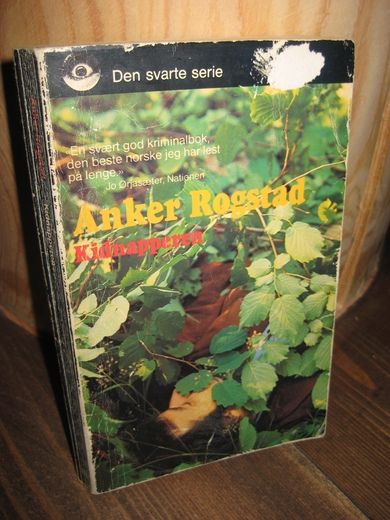 Den svarte serie
«En svært god kriminalbok,
den beste norske jeg har lest
på lenge.»
Jo Ørjasæter, Nationen
Anker Rogstad
Kidnapperen